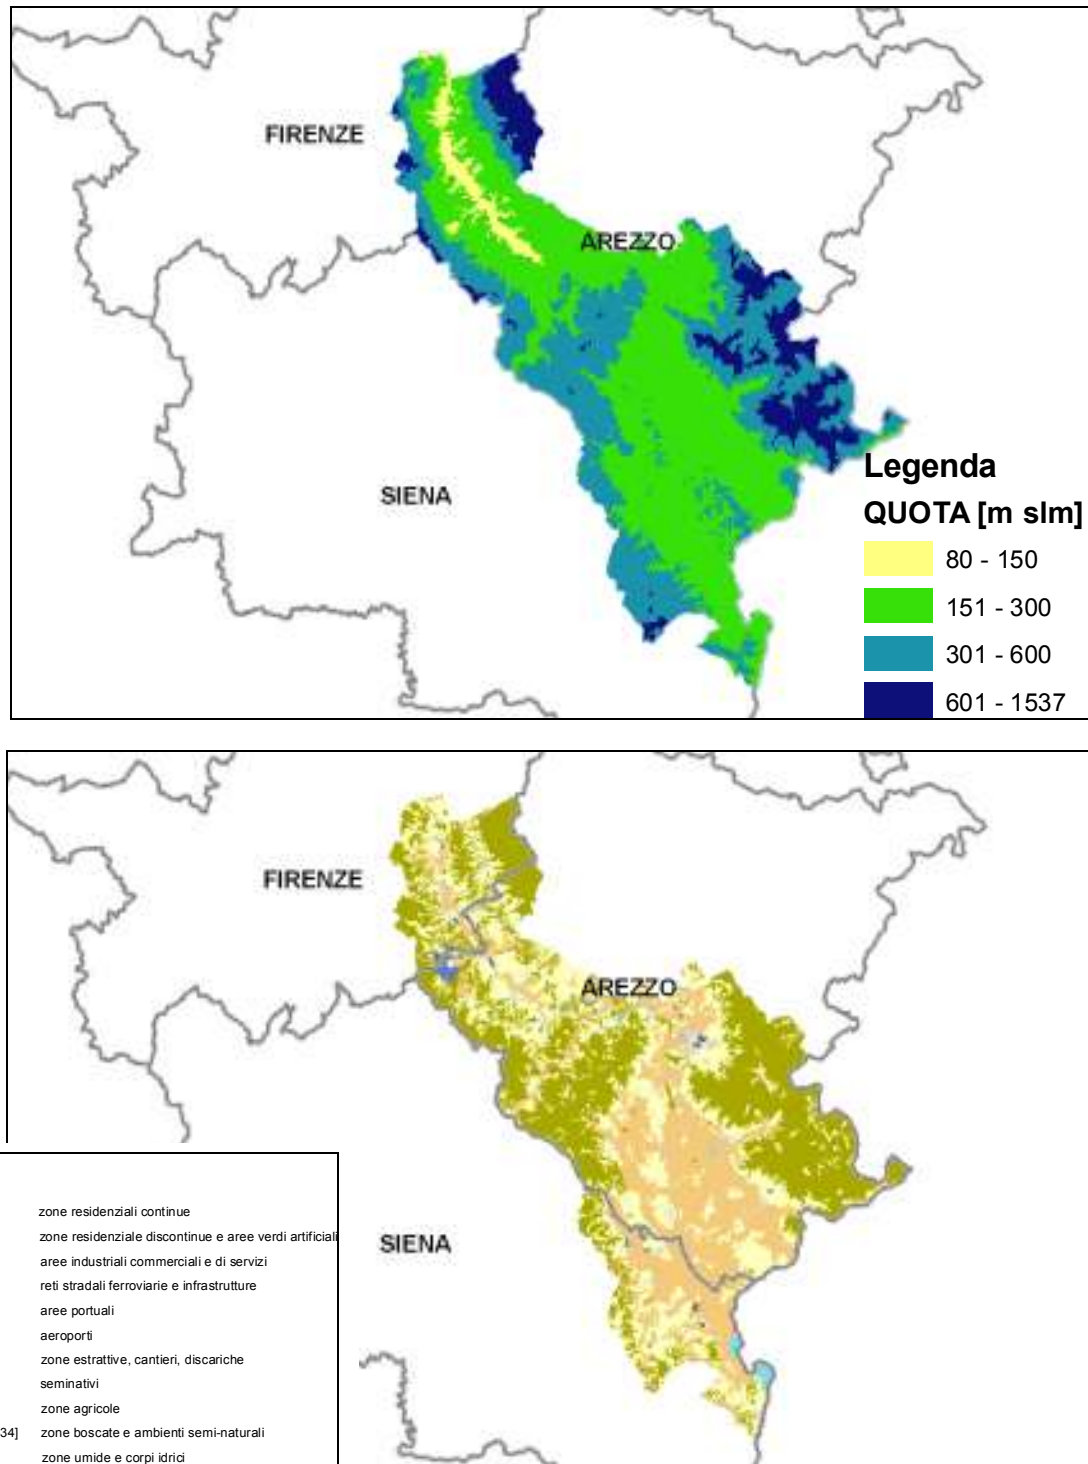 FIRENZE
AREZZO
SIENA
Legenda
QUOTA [m slm]
80 - 150
151 - 300
301 - 600
601 - 1537
FIRENZE
AREZZO
SIENA
zone residenziali continue
zone residenziale discontinue e aree verdi artificiali
aree industriali commerciali e di servizi
reti stradali ferroviarie e infrastrutture
aree portuali
aeroporti
zone estrattive, cantieri, discariche
seminativi
zone agricole
34] zone boscate e ambienti semi-naturali
zone umide e corpi idrici